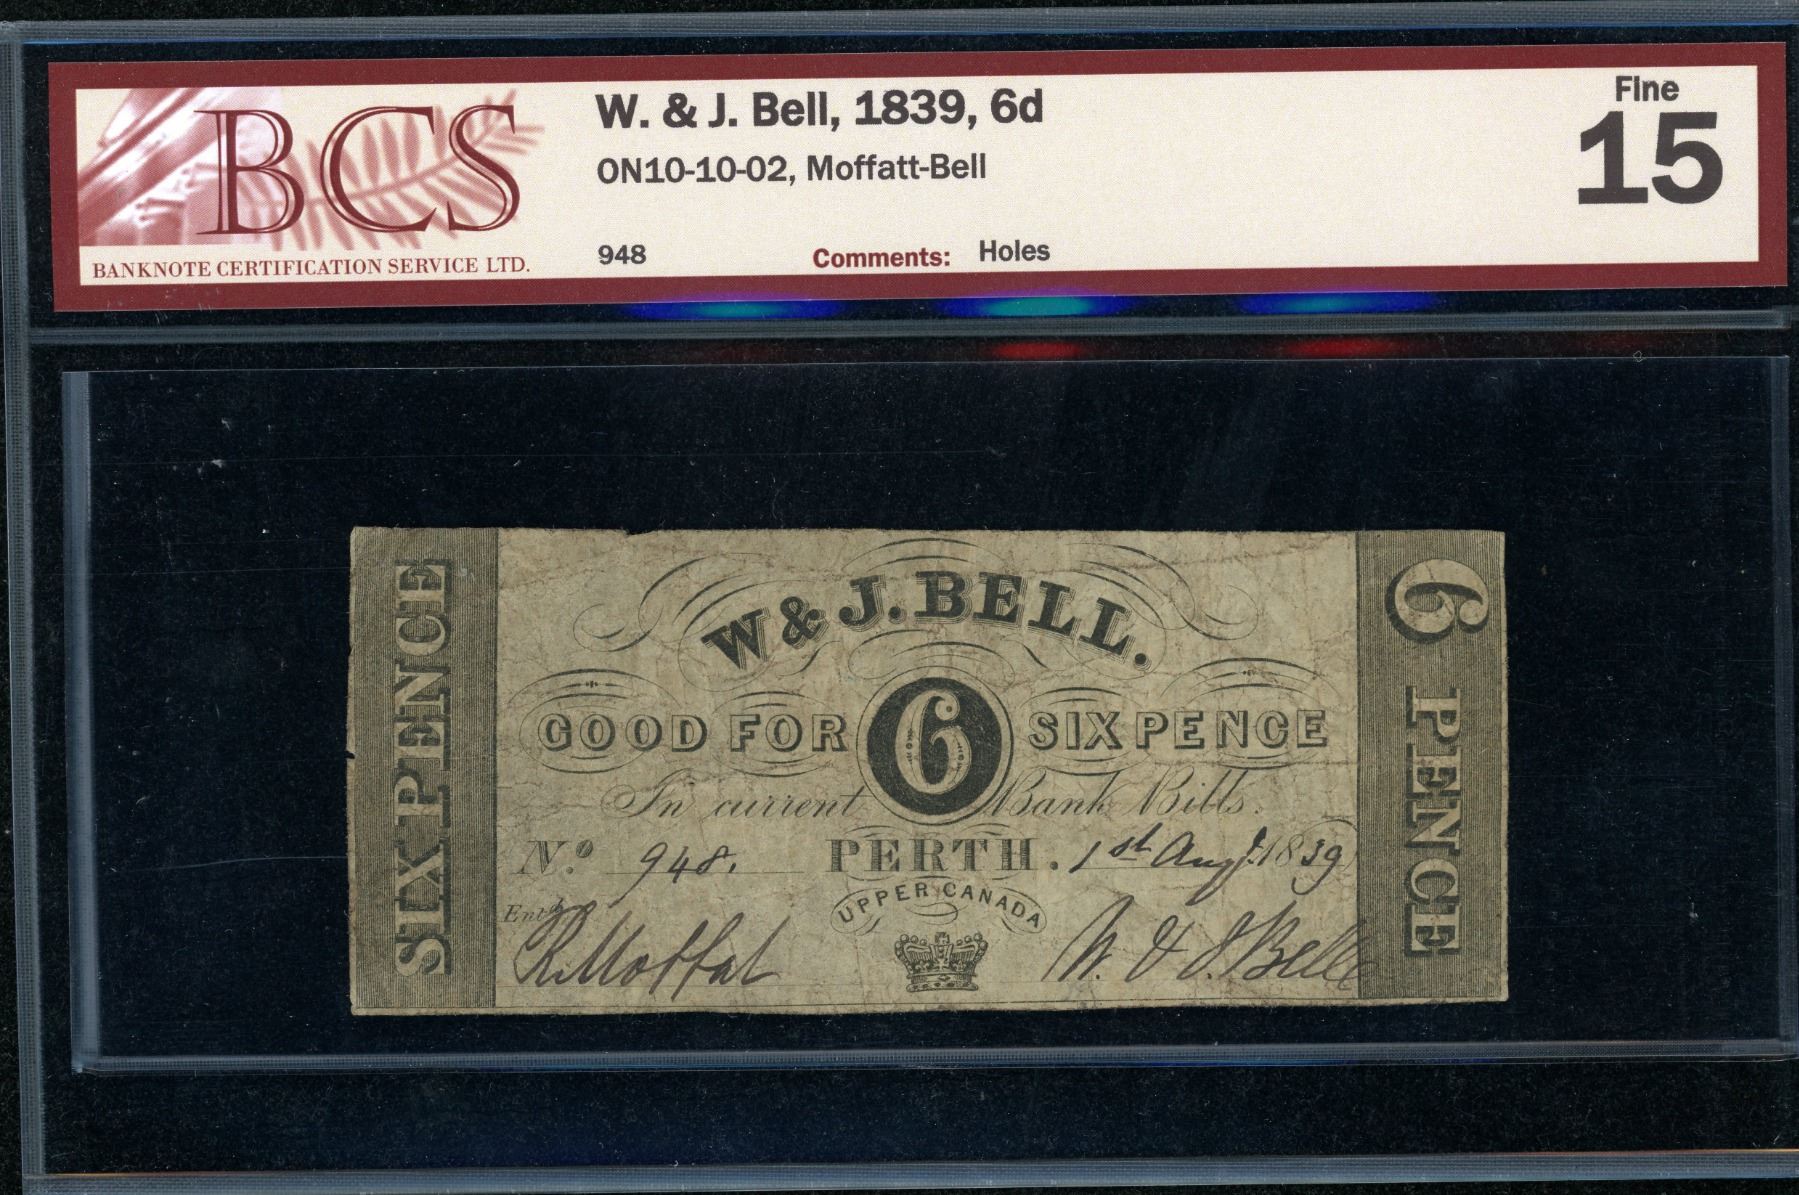 BCS
BANKNOTE CERTIFICATION SERVICE LTD.
W. & J. Bell, 1839, 6d
ON10-10-02, Moffatt-Bell
948
Comments: Holes
Fine
15
SIX PENCE
W & J. BELL.
GOOD FOR 6 SIX PENCE
In current Bank Bills.
No. 948. PERTH. 1st Augt. 1839
UPPER CANADA
Entd.
R. Moffat W. & J. Bell
6 PENCE